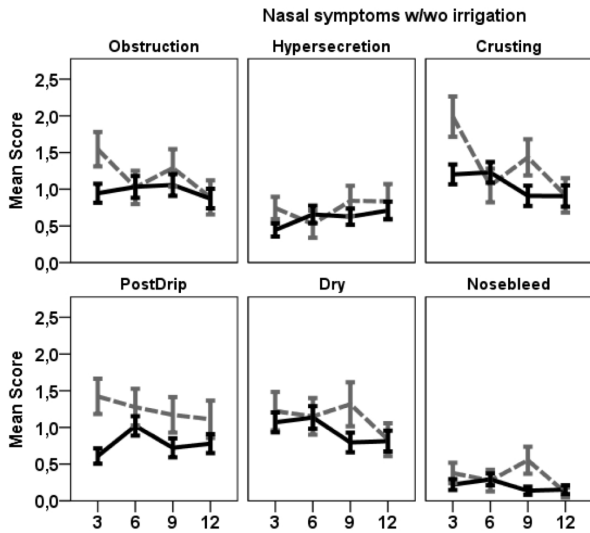 Nasal symptoms w/wo irrigation
Obstruction Hypersecretion Crusting
Mean Score
2,5
2,0
1,5
1,0
0,5
0,0
PostDrip Dry Nosebleed
Mean Score
2,5
2,0
1,5
1,0
0,5
0,0
3 6 9 12 3 6 9 12 3 6 9 12